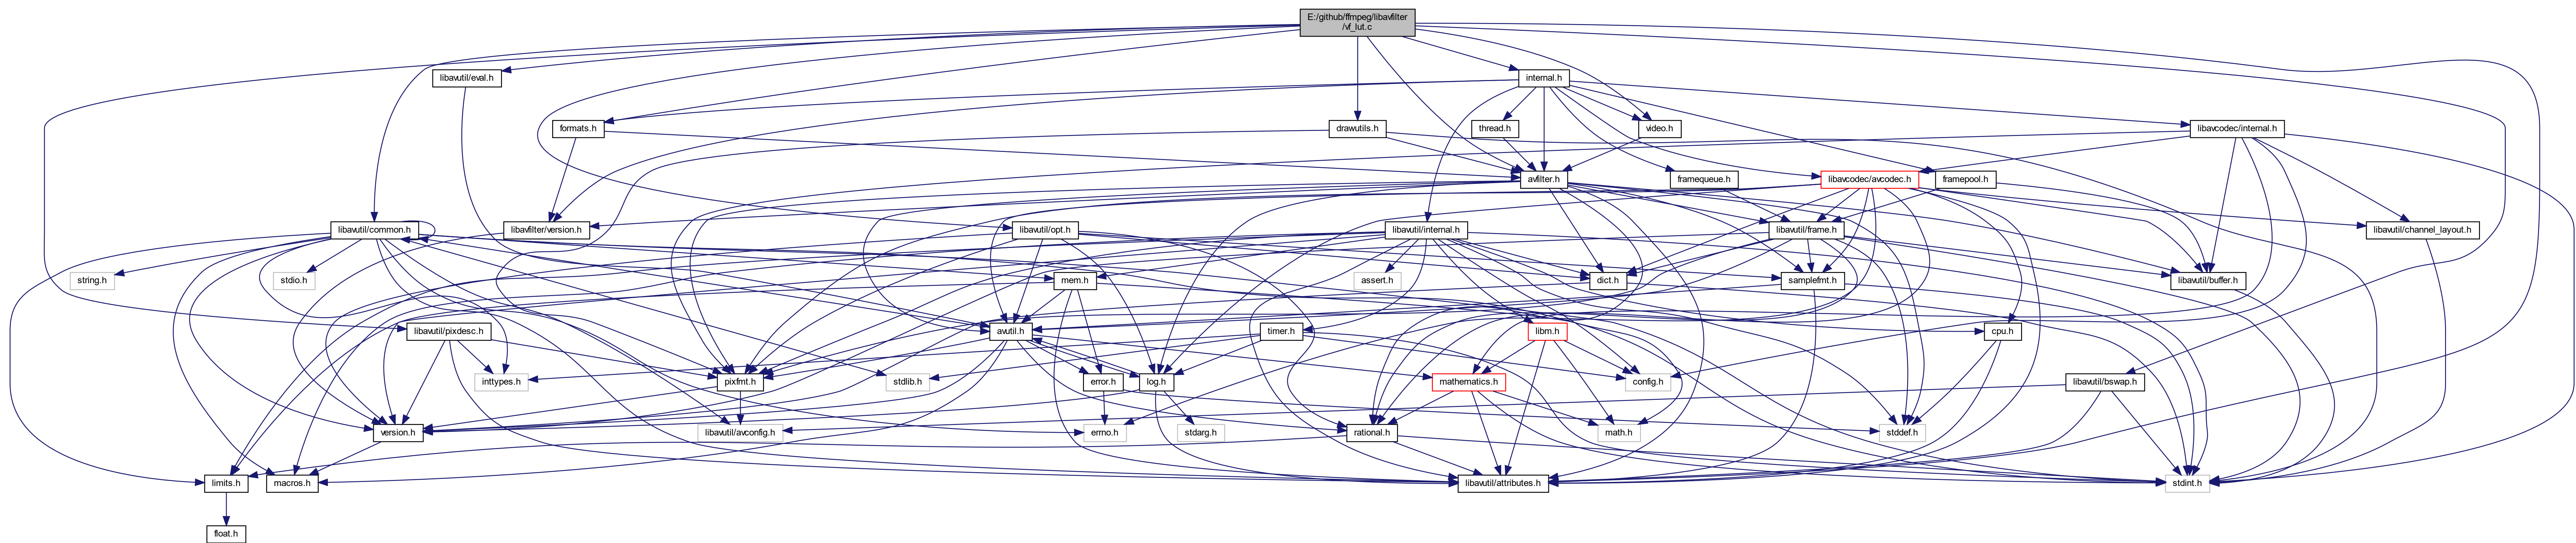 E:/github/ffmpeg/libavfilter
/vf_lut.c
libavutil/eval.h
internal.h
formats.h
drawutils.h
thread.h
video.h
libavcodec/internal.h
avfilter.h
framequeue.h
libavcodec/avcodec.h
framepool.h
libavutil/common.h
libavfilter/version.h
libavutil/opt.h
libavutil/internal.h
libavutil/frame.h
libavutil/channel_layout.h
string.h
stdio.h
mem.h
assert.h
dict.h
samplefmt.h
libavutil/buffer.h
libavutil/pixdesc.h
avutil.h
timer.h
libm.h
cpu.h
inttypes.h
pixfmt.h
stdlib.h
error.h
log.h
mathematics.h
config.h
libavutil/bswap.h
version.h
libavutil/avconfig.h
errno.h
stdarg.h
rational.h
math.h
stddef.h
limits.h
macros.h
libavutil/attributes.h
stdint.h
float.h